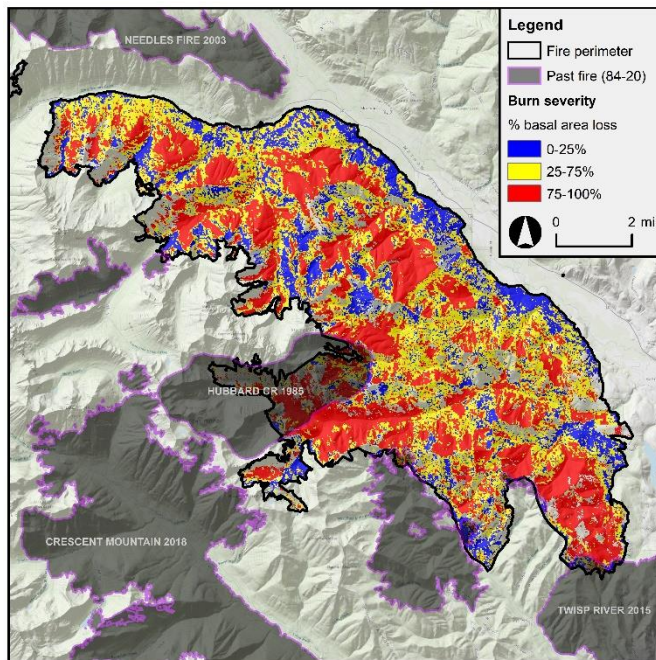 NEEDLES FIRE 2003
Legend
Fire perimeter
Past fire (84-20)
Burn severity
% basal area loss
0-25%
25-75%
75-100%
0 2 mi
HUBBARD CR 1985
CRESCENT MOUNTAIN 2018
TWISP RIVER 2015